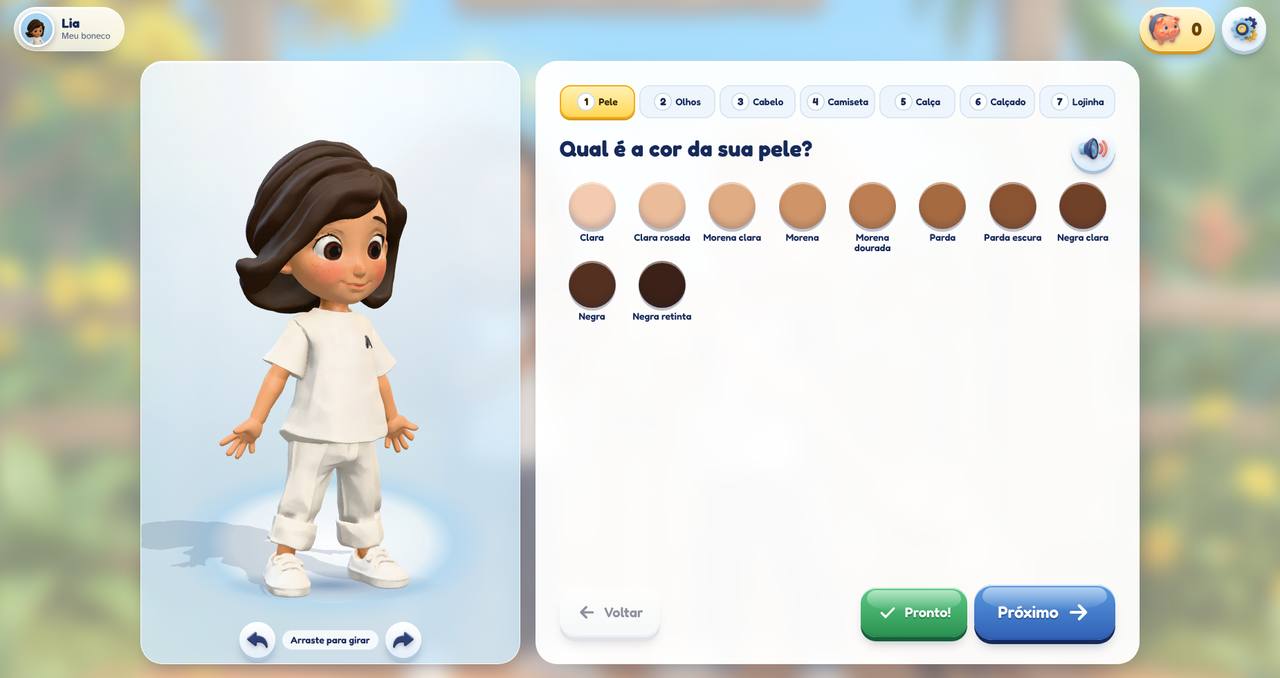 Lia
Meu boneco
0
1 Pele
2 Olhos
3 Cabelo
4 Camiseta
5 Calça
6 Calçado
7 Lojinha
Qual é a cor da sua pele?
Clara
Clara rosada
Morena clara
Morena
Morena
dourada
Parda
Parda escura
Negra clara
Negra
Negra retinta
Arraste para girar
Voltar
Pronto!
Próximo